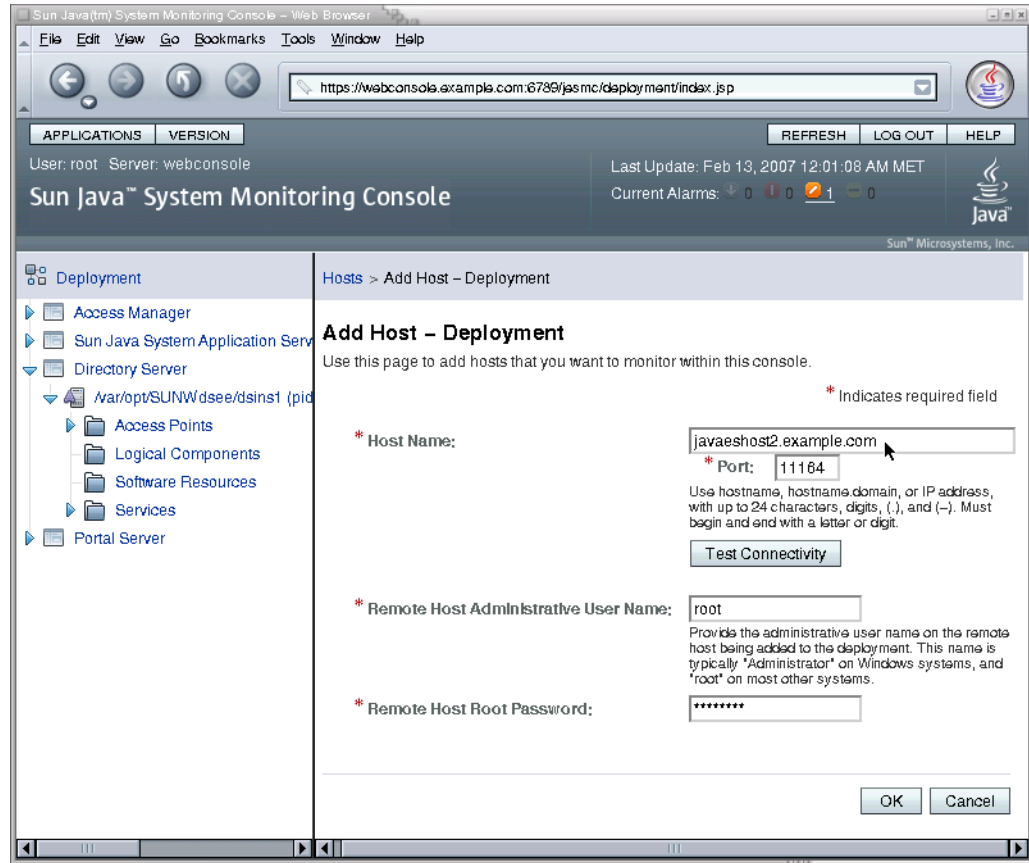 Sun Java(tm) System Monitoring Console – Web Browser
File Edit View Go Bookmarks Tools Window Help
https://webconsole.example.com:6789/jesmc/deployment/index.jsp
APPLICATIONS VERSION REFRESH LOG OUT HELP
User: root Server: webconsole
Last Update: Feb 13, 2007 12:01:08 AM MET
Sun Java™ System Monitoring Console
Current Alarms: 0 0 1 0
Java™
Sun™ Microsystems, Inc.
Deployment
Access Manager
Sun Java System Application Serv
Directory Server
/var/opt/SUNWdsee/dsins1 (pid
Access Points
Logical Components
Software Resources
Services
Portal Server
Hosts > Add Host – Deployment
Add Host – Deployment
Use this page to add hosts that you want to monitor within this console.
* Indicates required field
* Host Name:
javaeshost2.example.com
* Port: 11164
Use hostname, hostname.domain, or IP address,
with up to 24 characters, digits, (.), and (–). Must
begin and end with a letter or digit.
Test Connectivity
* Remote Host Administrative User Name:
root
Provide the administrative user name on the remote
host being added to the deployment. This name is
typically "Administrator" on Windows systems, and
"root" on most other systems.
* Remote Host Root Password:
********
OK Cancel